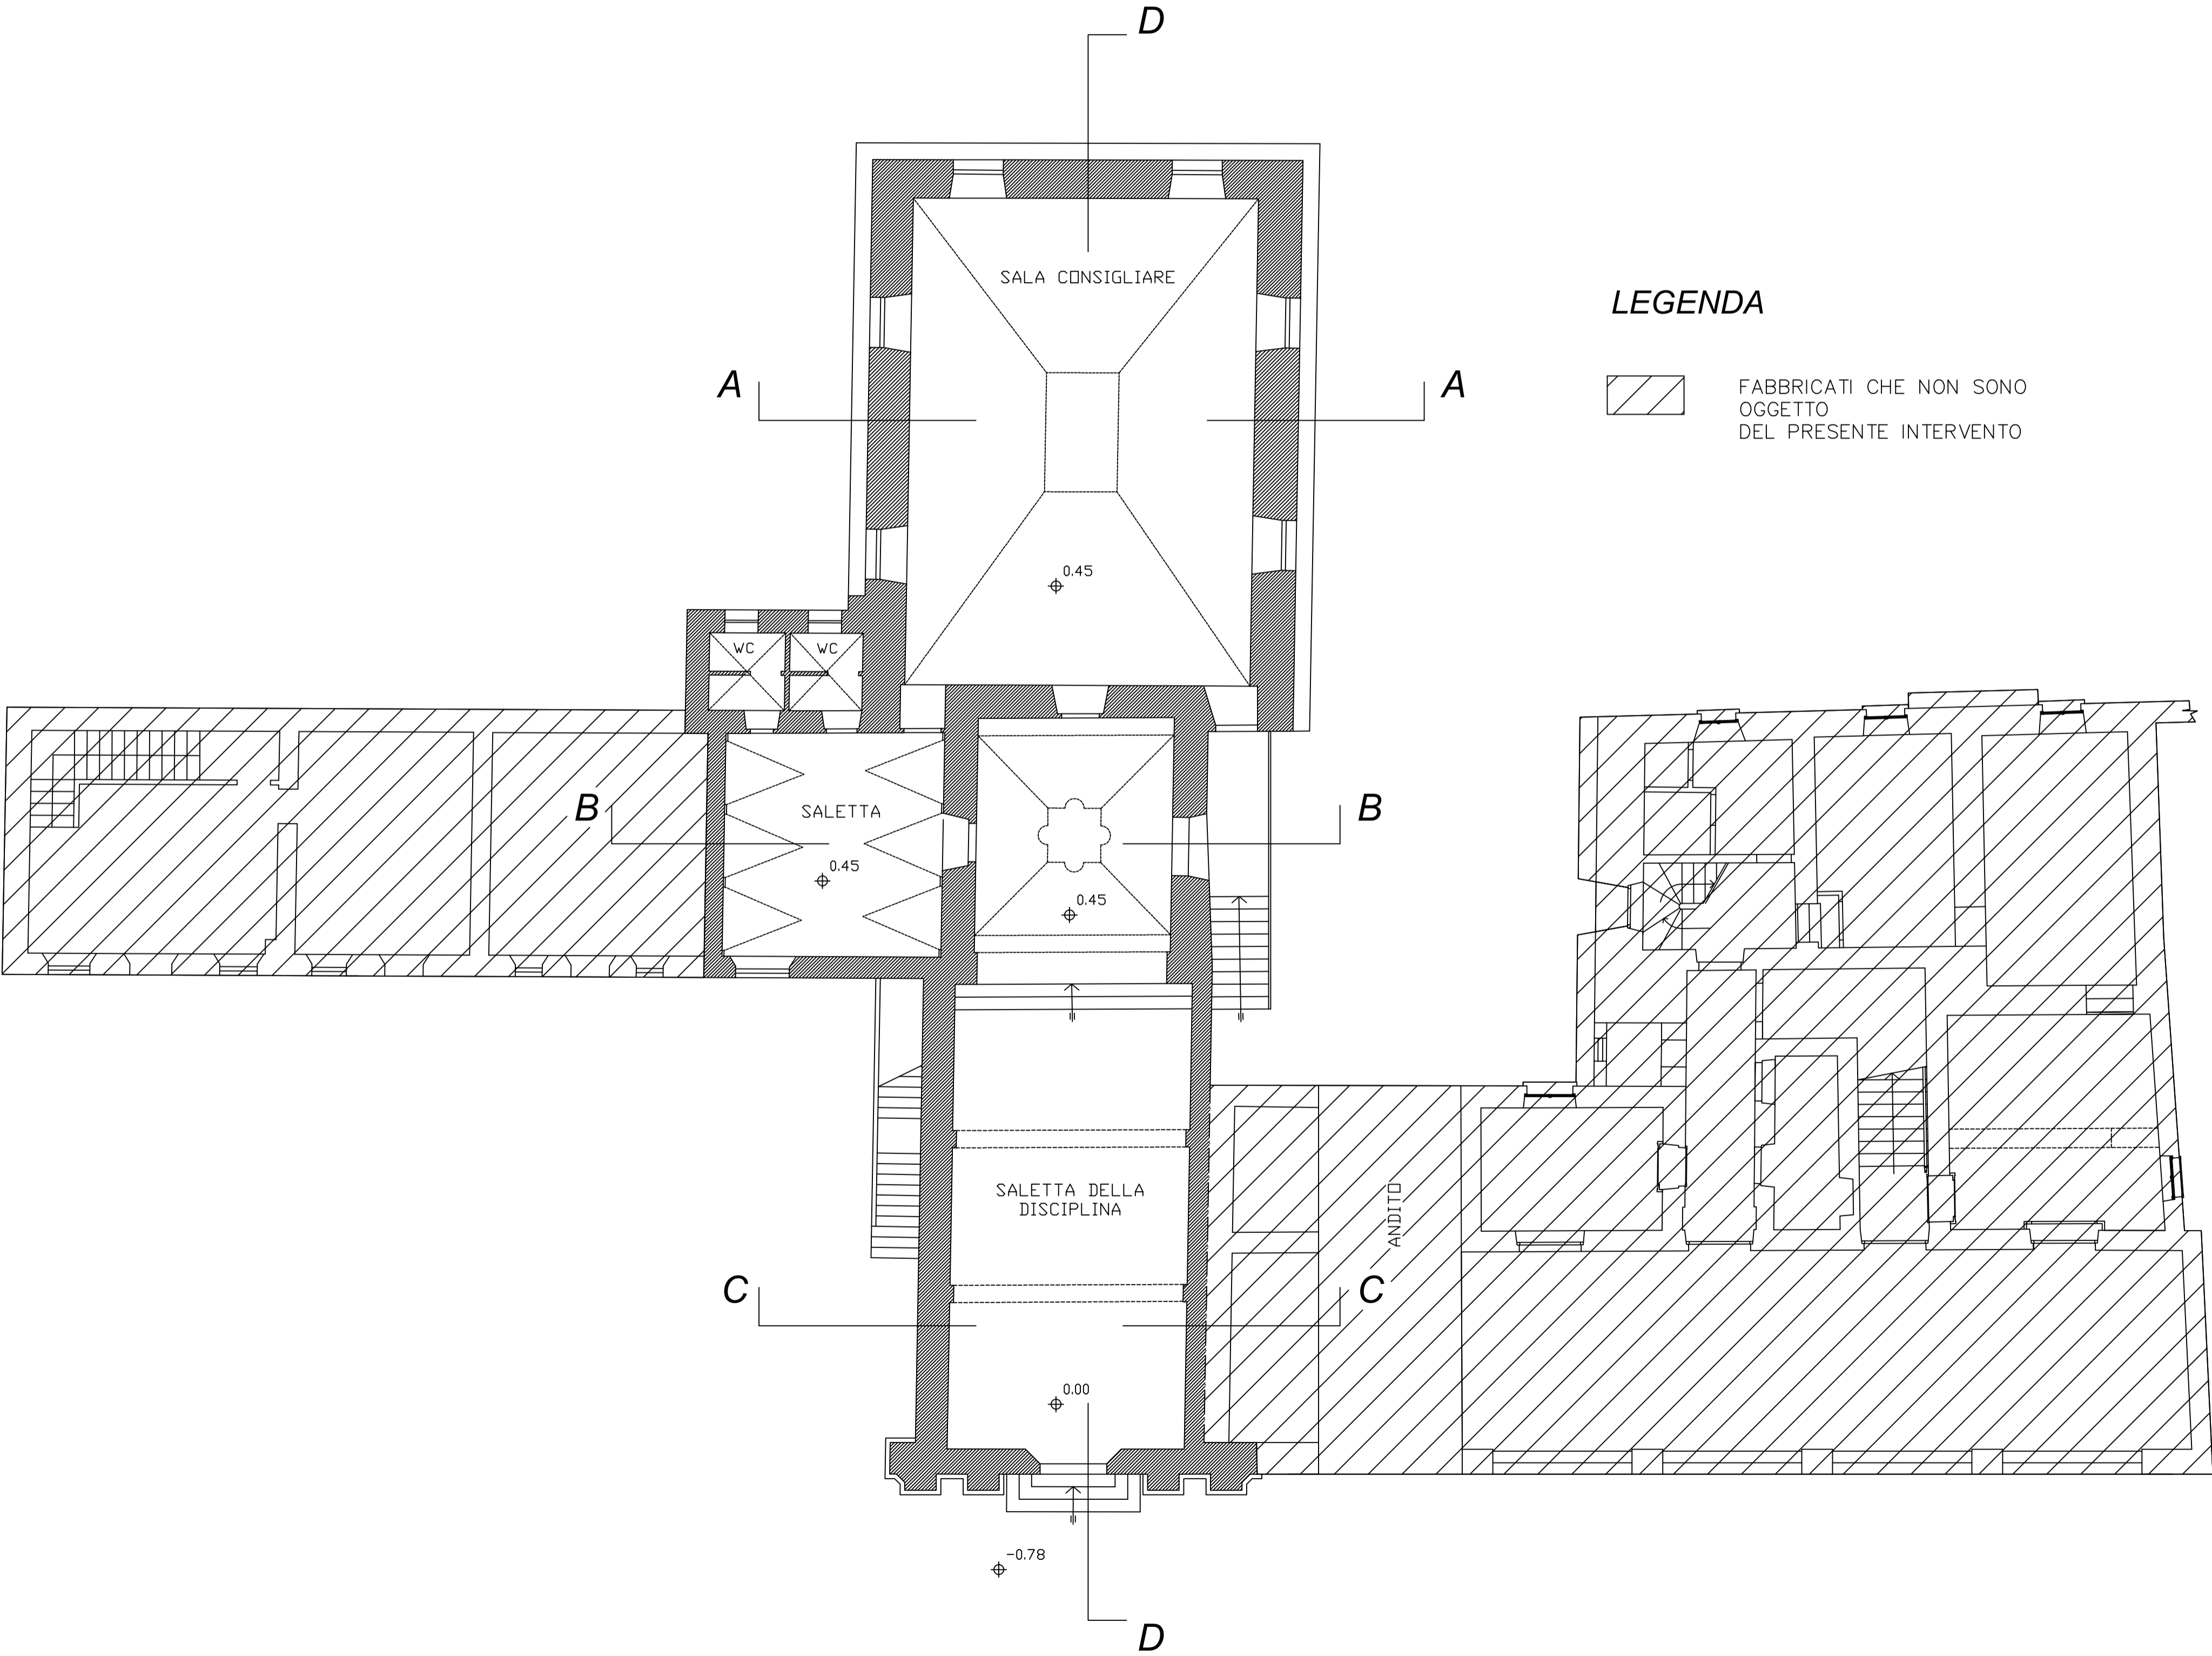 D
SALA CONSIGLIARE
LEGENDA
A
A
FABBRICATI CHE NON SONO
OGGETTO
DEL PRESENTE INTERVENTO
0.45
WC
WC
B
SALETTA
B
0.45
0.45
SALETTA DELLA
DISCIPLINA
ANDITO
C
C
0.00
-0.78
D